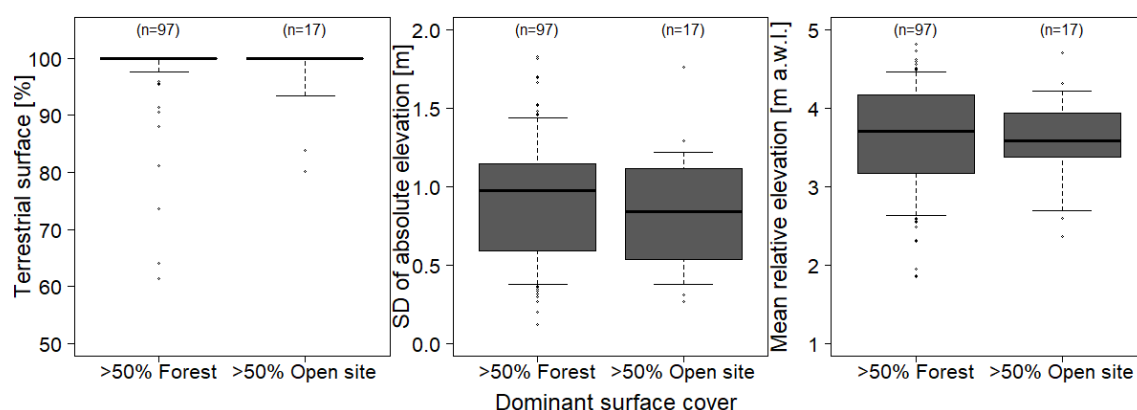 Terrestrial surface [%]
(n=97) (n=17)
100
90
80
70
60
50
>50% Forest >50% Open site
SD of absolute elevation [m]
(n=97) (n=17)
2.0
1.5
1.0
0.5
0.0
>50% Forest >50% Open site
Mean relative elevation [m a.w.l.]
(n=97) (n=17)
5
4
3
2
1
>50% Forest >50% Open site
Dominant surface cover